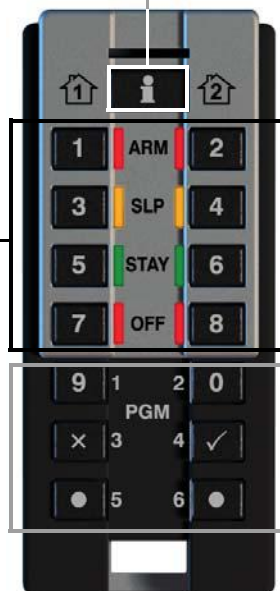 1 i 2
1 ARM 2
3 SLP 4
5 STAY 6
7 OFF 8
9 1 2 0
PGM
× 3 4 ✓
● 5 6 ●